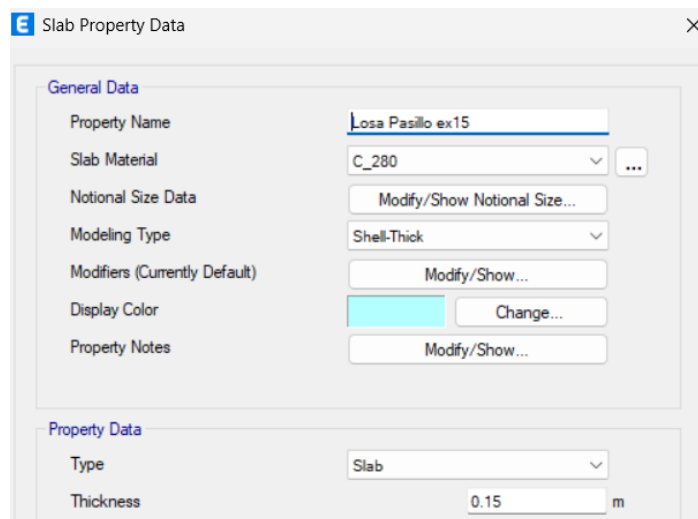 E Slab Property Data
General Data
Property Name Losa Pasillo ex15
Slab Material C_280 ...
Notional Size Data Modify/Show Notional Size...
Modeling Type Shell-Thick
Modifiers (Currently Default) Modify/Show...
Display Color Change...
Property Notes Modify/Show...
Property Data
Type Slab
Thickness 0.15 m